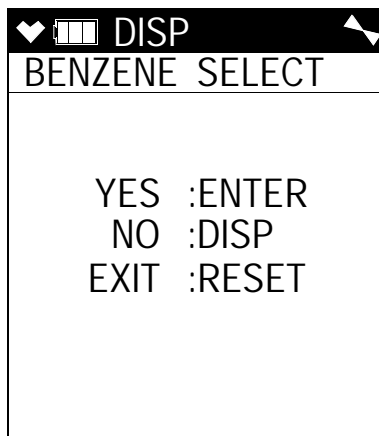 DISP
BENZENE SELECT
YES :ENTER
NO :DISP
EXIT :RESET